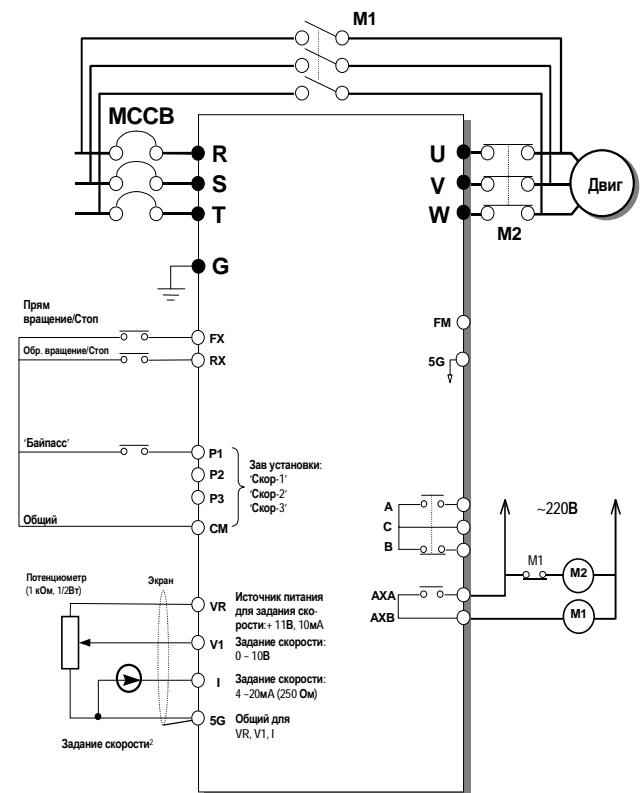 M1
MCCB
R
S
T
G
U
V
W
Двиг
M2
Прям
вращение/Стоп
Обр. вращение/Стоп
FX
RX
FM
5G
'Байпасс'
P1
P2
P3
CM
Зав установки:
'Скор-1'
'Скор-2'
'Скор-3'
Общий
A
C
B
~220В
M1
M2
AXA
AXB
M1
Потенциометр
(1 кОм, 1/2Вт)
Экран
VR
Источник питания
для задания ско-
рости:+ 11В, 10мА
V1
Задание скорости:
0 ~ 10В
I
Задание скорости:
4 ~20мА (250 Ом)
5G
Общий для
VR, V1, I
Задание скорости²